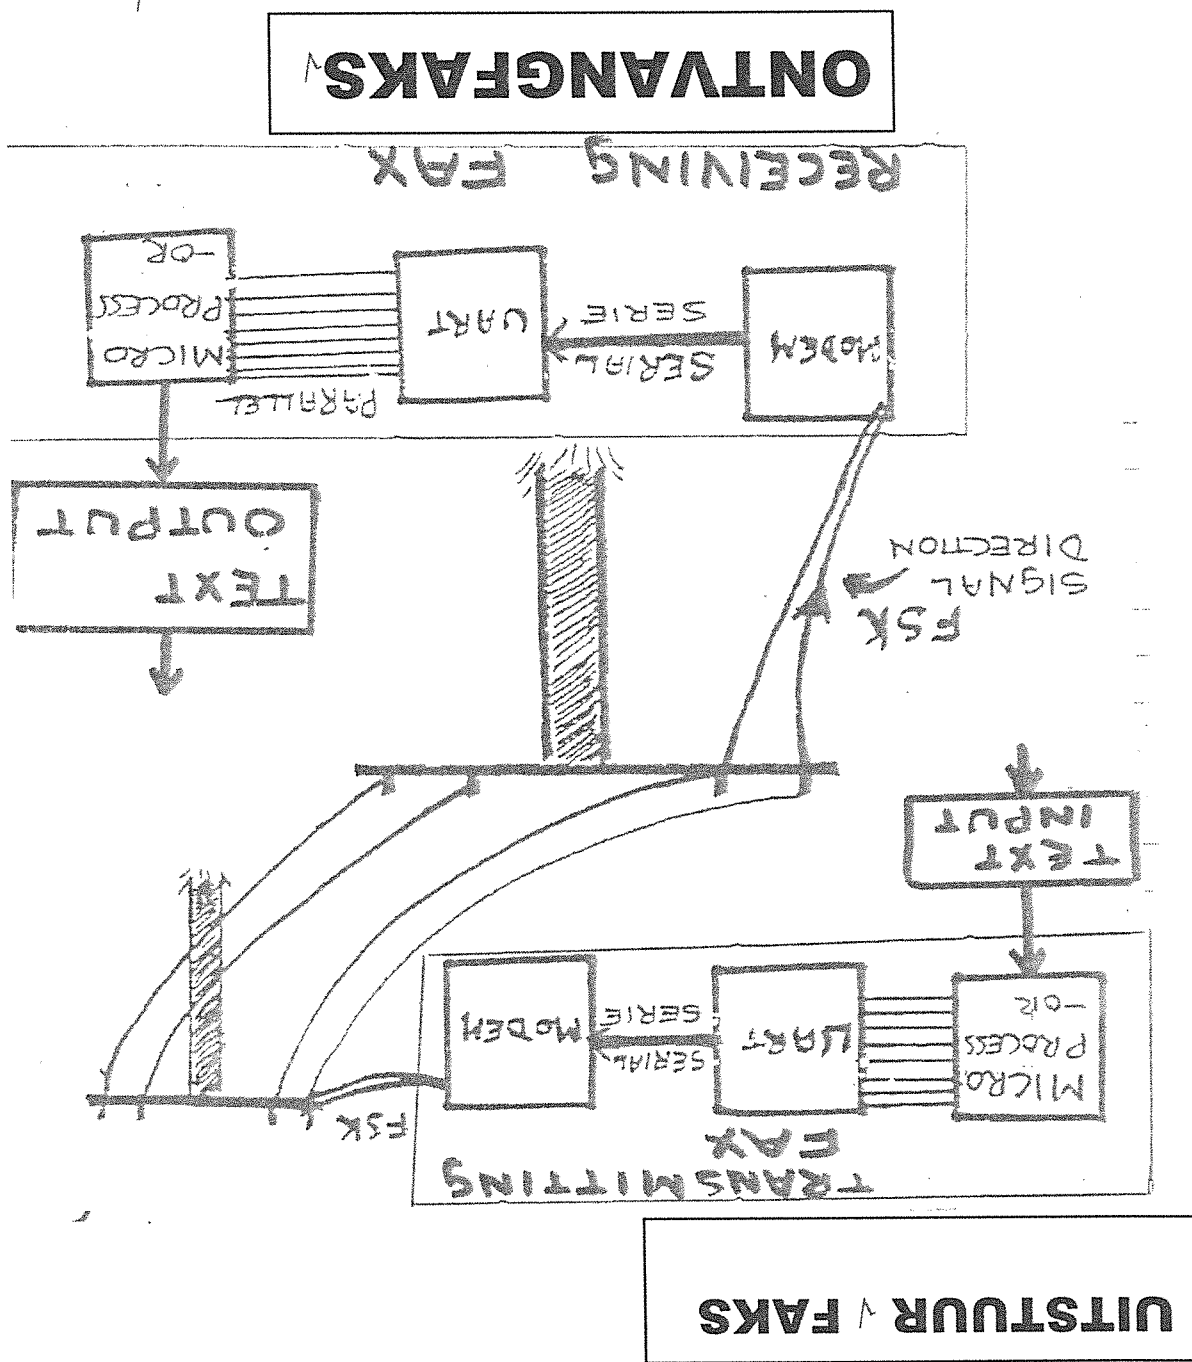 UITSTUUR √ FAKS
TRANSMITTING
FAX
MICRO
PROCESS
-OR
UART
SERIAL
SERIE
MODEM
FSK
TEXT
INPUT
FSK
SIGNAL
DIRECTION
TEXT
OUTPUT
MODEM
SERIAL
SERIE
UART
PARALLEL
MICRO
PROCESS
-OR
RECEIVING FAX
ONTVANGFAKS √